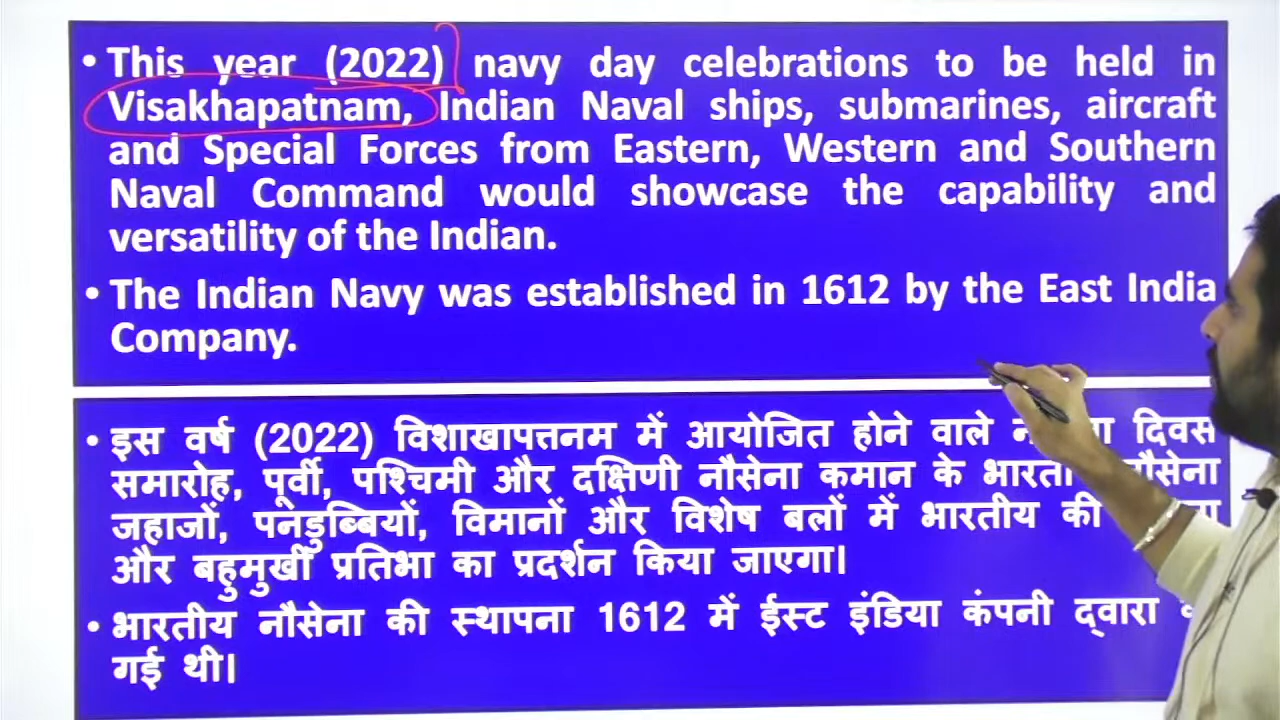 • This year (2022) navy day celebrations to be held in
Visakhapatnam, Indian Naval ships, submarines, aircraft
and Special Forces from Eastern, Western and Southern
Naval Command would showcase the capability and
versatility of the Indian.
• The Indian Navy was established in 1612 by the East India
Company.
• इस वर्ष (2022) विशाखापत्तनम में आयोजित होने वाले दिवस
समारोह, पूर्वी, पश्चिमी और दक्षिणी नौसेना कमान के नौसेना
जहाजों, पनडुब्बियों, विमानों और विशेष बलों में भारतीय की
और बहुमुखी प्रतिभा का प्रदर्शन किया जाएगा।
• भारतीय नौसेना की स्थापना 1612 में ईस्ट इंडिया कंपनी द्वारा
गई थी।